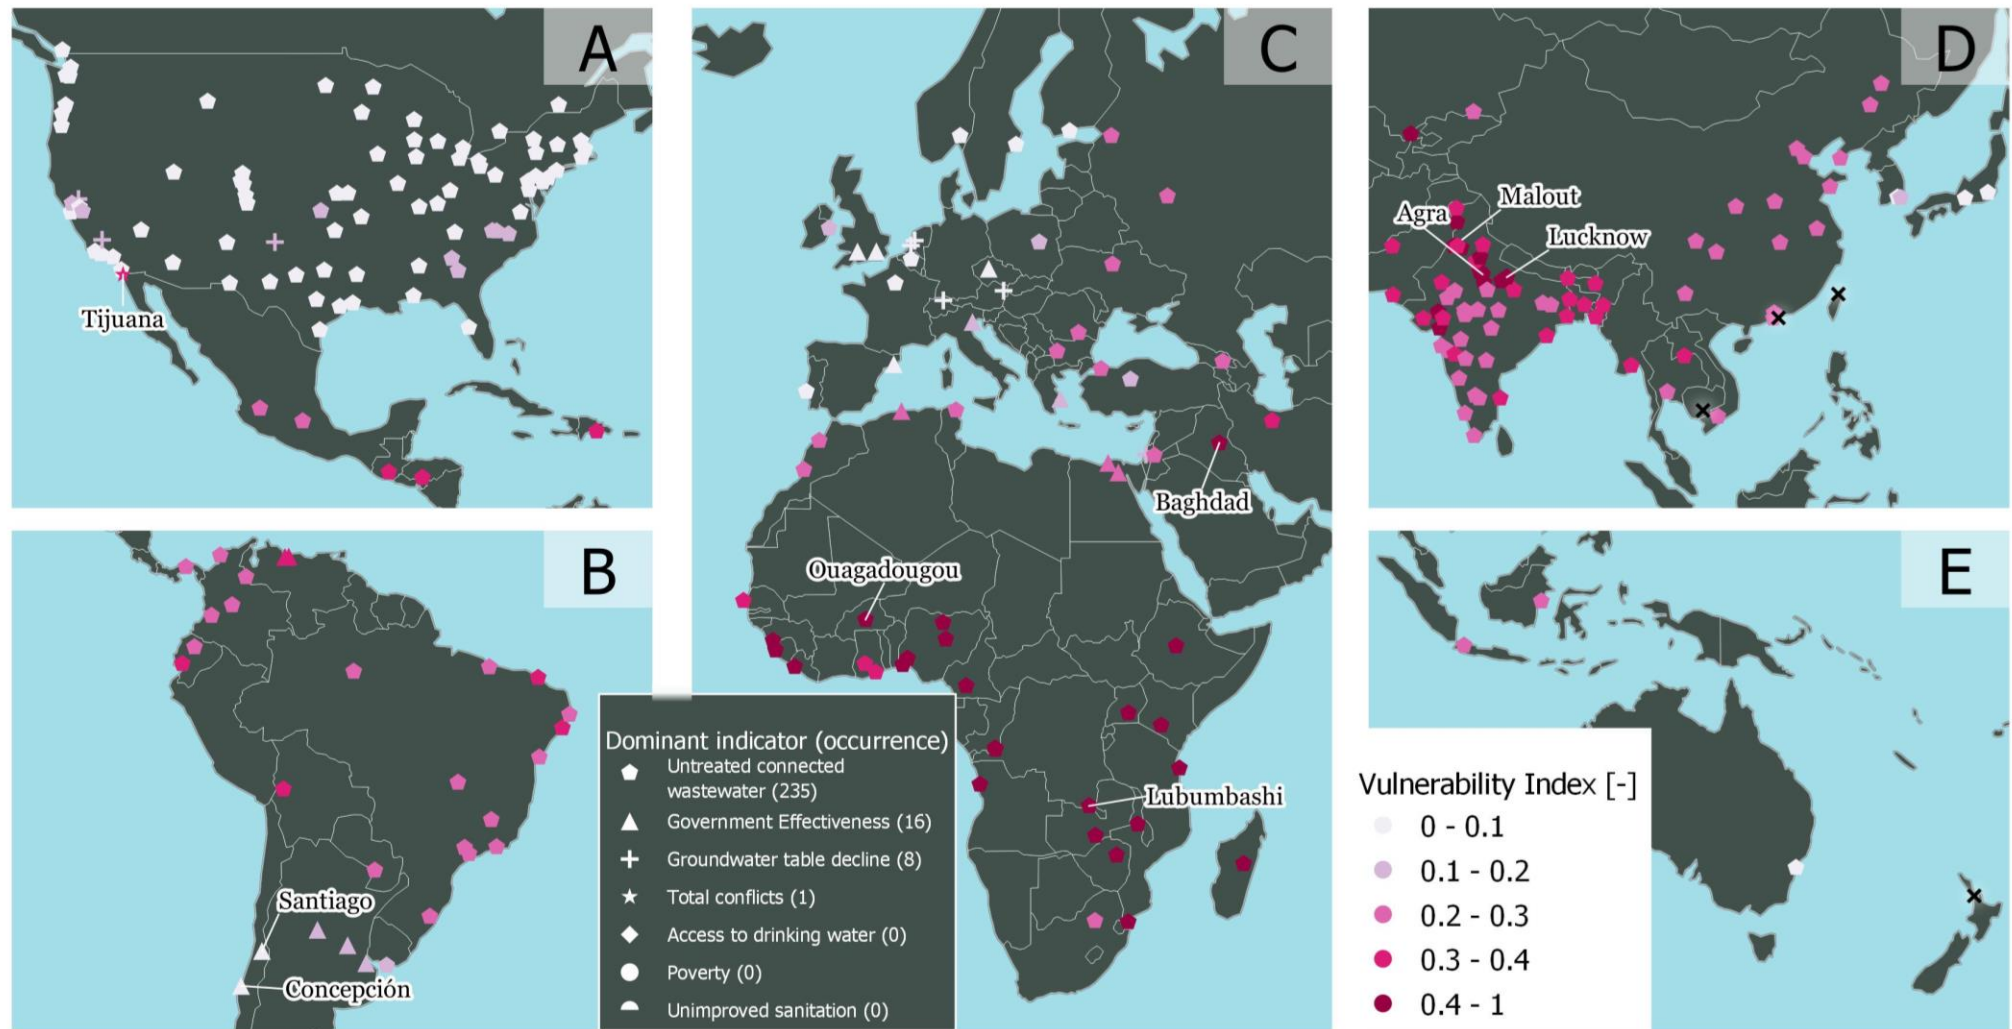 A
Tijuana
B
Santiago
Concepción
C
Baghdad
Ouagadougou
Lubumbashi
D
Malout
Agra
Lucknow
E
Dominant indicator (occurrence)
Untreated connected
wastewater (235)
Government Effectiveness (16)
Groundwater table decline (8)
Total conflicts (1)
Access to drinking water (0)
Poverty (0)
Unimproved sanitation (0)
Vulnerability Index [-]
0 - 0.1
0.1 - 0.2
0.2 - 0.3
0.3 - 0.4
0.4 - 1